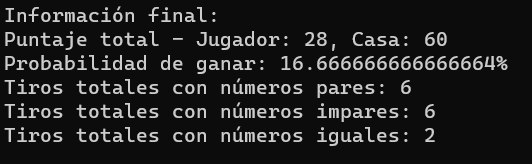 Información final:
Puntaje total - Jugador: 28, Casa: 60
Probabilidad de ganar: 16.666666666666664%
Tiros totales con números pares: 6
Tiros totales con números impares: 6
Tiros totales con números iguales: 2